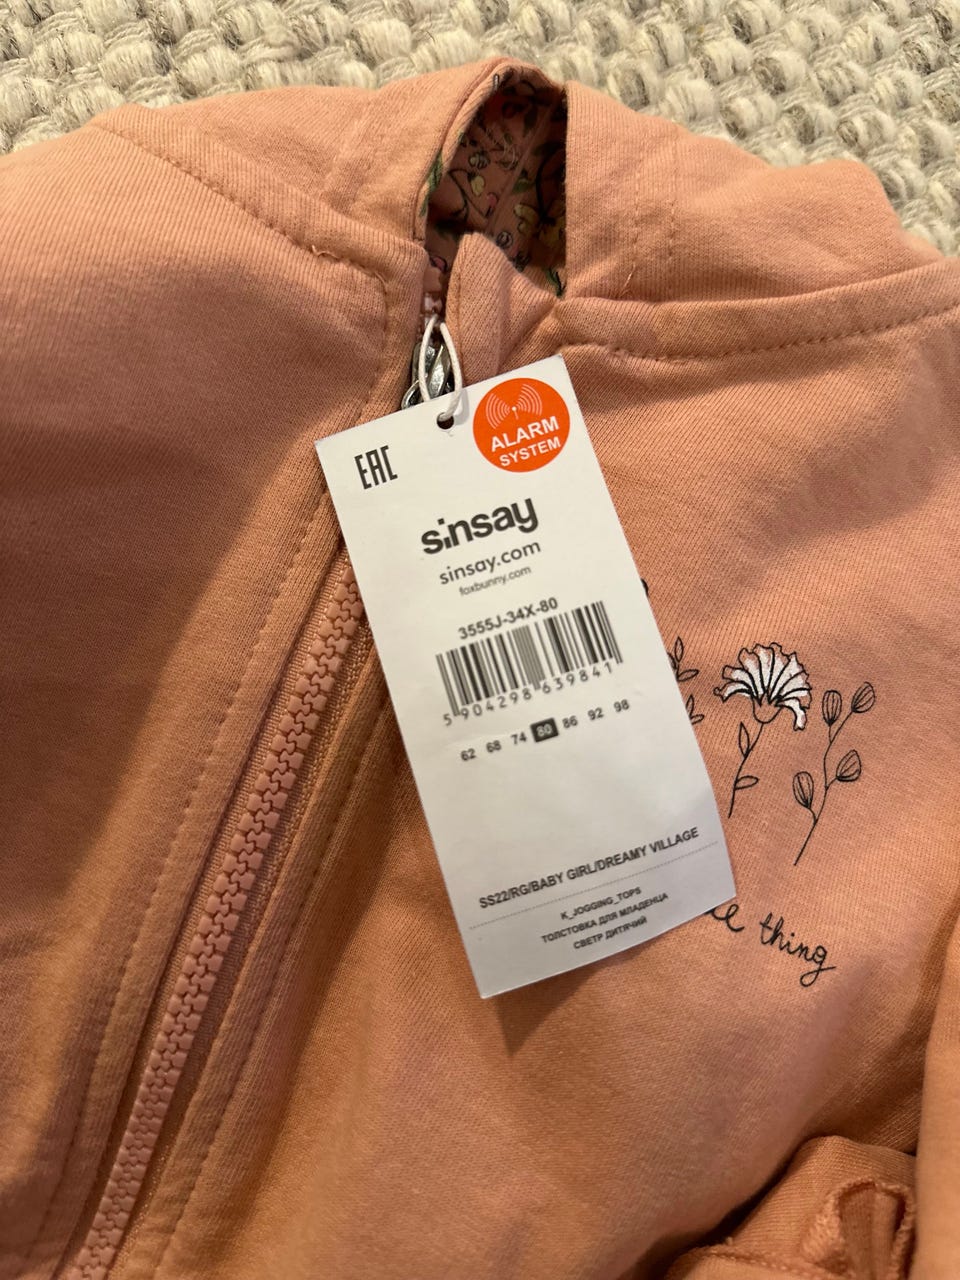 EAC
ALARM
SYSTEM
sinsay
sinsay.com
foxbunny.com
3555J-34X-80
5 904298 639841
62 68 74 80 86 92 98
SS22/RG/BABY GIRL/DREAMY VILLAGE
K_JOGGING_TOPS
ТОЛСТОВКА ДЛЯ МЛАДЕНЦА
СВЕТР ДИТЯЧИЙ
thing